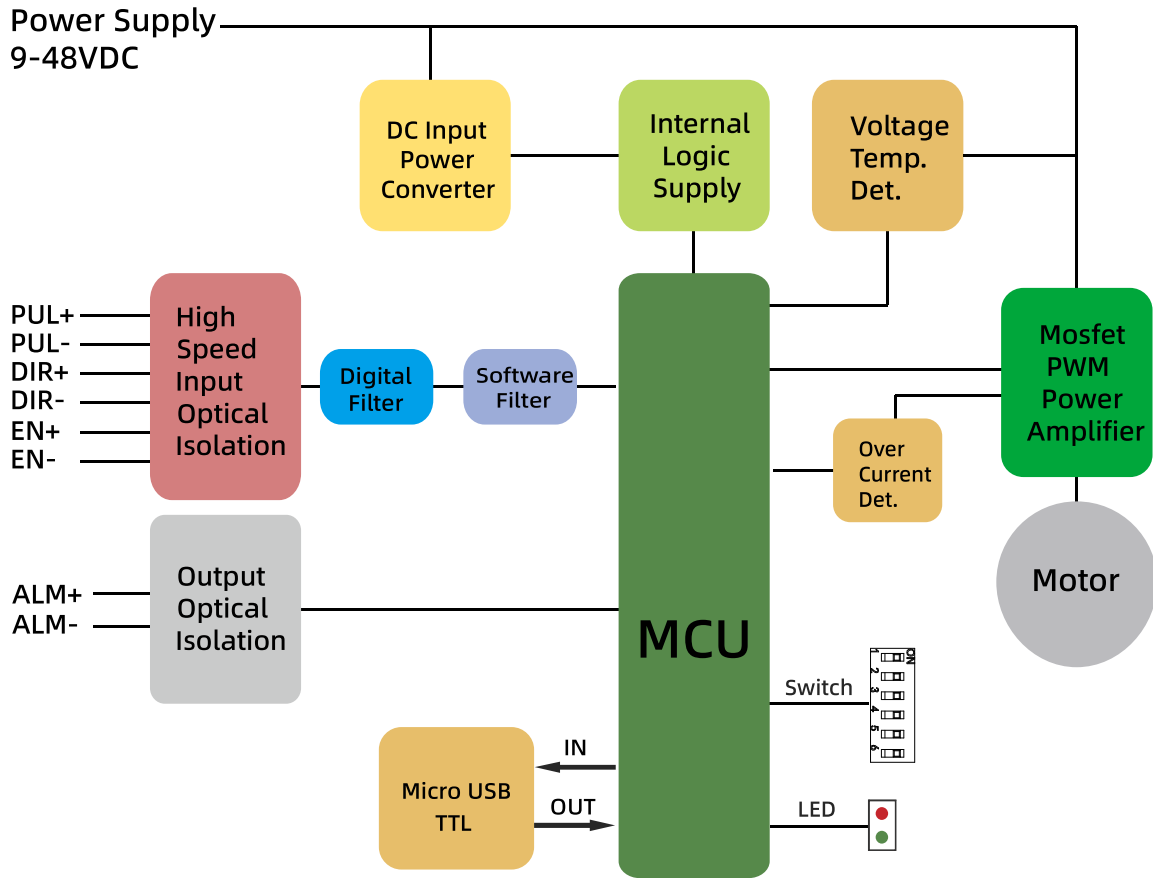 Power Supply
9-48VDC
DC Input
Power
Converter
Internal
Logic
Supply
Voltage
Temp.
Det.
PUL+
PUL-
DIR+
DIR-
EN+
EN-
High
Speed
Input
Optical
Isolation
Digital
Filter
Software
Filter
Mosfet
PWM
Power
Amplifier
Over
Current
Det.
Motor
ALM+
ALM-
Output
Optical
Isolation
MCU
Switch
ON
1
2
3
4
5
6
Micro USB
TTL
IN
OUT
LED